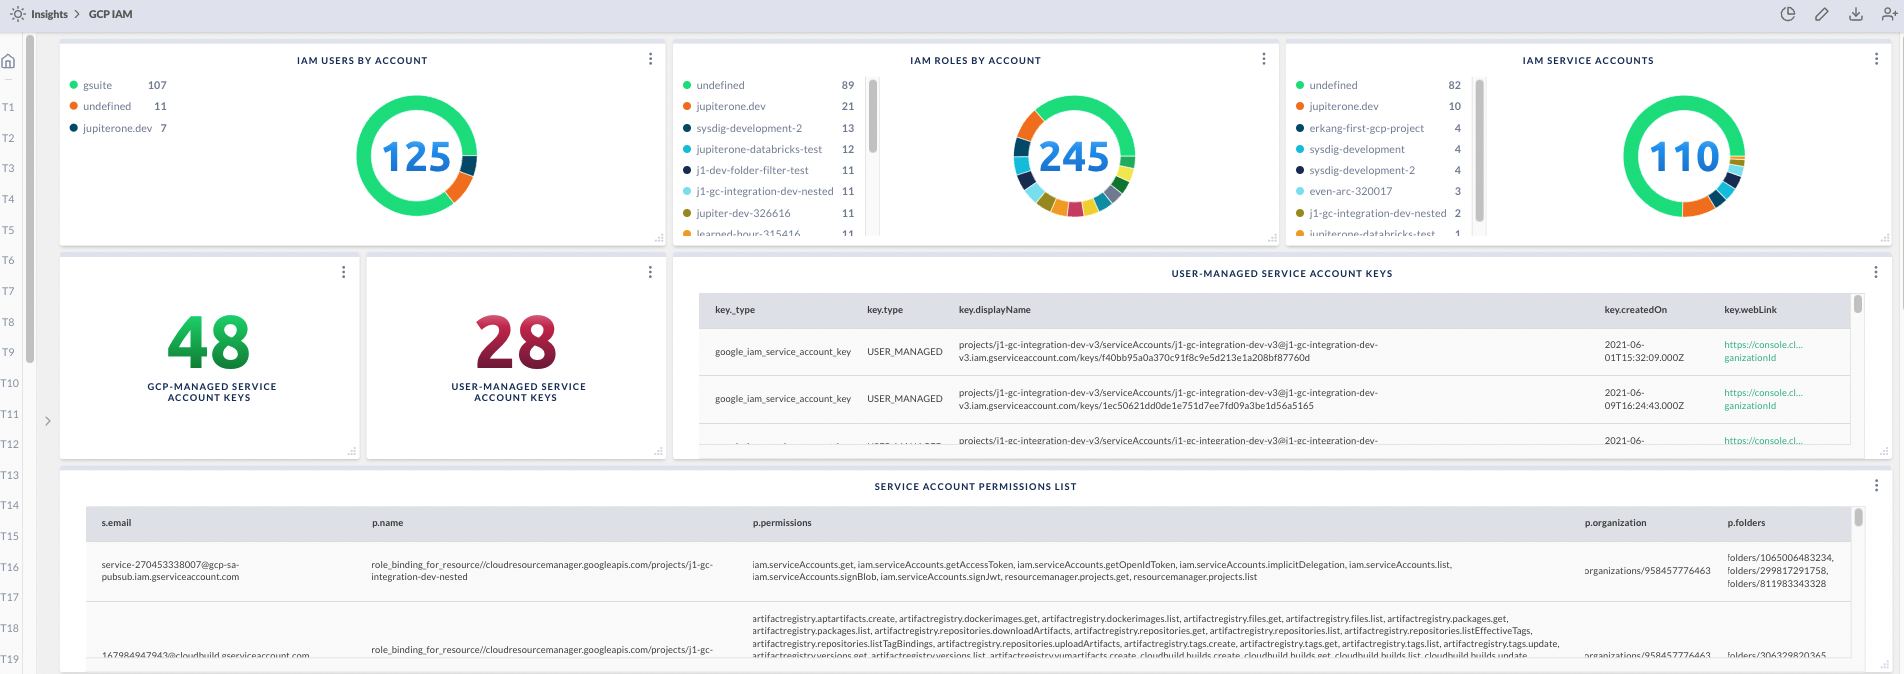 Insights > GCP IAM
T1
T2
T3
T4
T5
T6
T7
T8
T9
T10
T11
T12
T13
T14
T15
T16
T17
T18
T19
IAM USERS BY ACCOUNT
gsuite 107
undefined 11
jupiterone.dev 7
125
IAM ROLES BY ACCOUNT
undefined 89
jupiterone.dev 21
sysdig-development-2 13
jupiterone-databricks-test 12
j1-dev-folder-filter-test 11
j1-gc-integration-dev-nested 11
jupiter-dev-326616 11
learned-hour-315416 11
245
IAM SERVICE ACCOUNTS
undefined 82
jupiterone.dev 10
erkang-first-gcp-project 4
sysdig-development 4
sysdig-development-2 4
even-arc-320017 3
j1-gc-integration-dev-nested 2
jupiterone-databricks-test 1
110
48
GCP-MANAGED SERVICE
ACCOUNT KEYS
28
USER-MANAGED SERVICE
ACCOUNT KEYS
USER-MANAGED SERVICE ACCOUNT KEYS
key._type key.type key.displayName key.createdOn key.webLink
google_iam_service_account_key USER_MANAGED
projects/j1-gc-integration-dev-v3/serviceAccounts/j1-gc-integration-dev-v3@j1-gc-integration-dev-
v3.iam.gserviceaccount.com/keys/f40bb95a0a370c91f8c9e5d213e1a208bf87760d
2021-06-
01T15:32:09.000Z
https://console.cl...
ganizationId
google_iam_service_account_key USER_MANAGED
projects/j1-gc-integration-dev-v3/serviceAccounts/j1-gc-integration-dev-v3@j1-gc-integration-dev-
v3.iam.gserviceaccount.com/keys/1ec50621dd0de1e751d7ee7fd09a3be1d56a5165
2021-06-
09T16:24:43.000Z
https://console.cl...
ganizationId
projects/j1-gc-integration-dev-v3/serviceAccounts/j1-gc-integration-dev-v3@j1-gc-integration-dev-
2021-06-
https://console.cl...
SERVICE ACCOUNT PERMISSIONS LIST
s.email p.name p.permissions p.organization p.folders
service-270453338007@gcp-sa-
pubsub.iam.gserviceaccount.com
role_binding_for_resource//cloudresourcemanager.googleapis.com/projects/j1-gc-
integration-dev-nested
iam.serviceAccounts.get, iam.serviceAccounts.getAccessToken, iam.serviceAccounts.getOpenIdToken, iam.serviceAccounts.implicitDelegation, iam.serviceAccounts.list,
iam.serviceAccounts.signBlob, iam.serviceAccounts.signJwt, resourcemanager.projects.get, resourcemanager.projects.list
organizations/958457776463
folders/1065006483234,
folders/299817291758,
folders/811983343328
167984947943@cloudbuild.gserviceaccount.com
role_binding_for_resource//cloudresourcemanager.googleapis.com/projects/j1-gc-
artifactregistry.aptartifacts.create, artifactregistry.dockerimages.get, artifactregistry.dockerimages.list, artifactregistry.files.get, artifactregistry.files.list, artifactregistry.packages.get,
artifactregistry.packages.list, artifactregistry.repositories.downloadArtifacts, artifactregistry.repositories.get, artifactregistry.repositories.list, artifactregistry.repositories.listEffectiveTags,
artifactregistry.repositories.listTagBindings, artifactregistry.repositories.uploadArtifacts, artifactregistry.tags.create, artifactregistry.tags.get, artifactregistry.tags.list, artifactregistry.tags.update,
artifactregistry.versions.get, artifactregistry.versions.list, artifactregistry.yumartifacts.create, cloudbuild.builds.create, cloudbuild.builds.get, cloudbuild.builds.list, cloudbuild.builds.update,
organizations/958457776463
folders/306329820365,